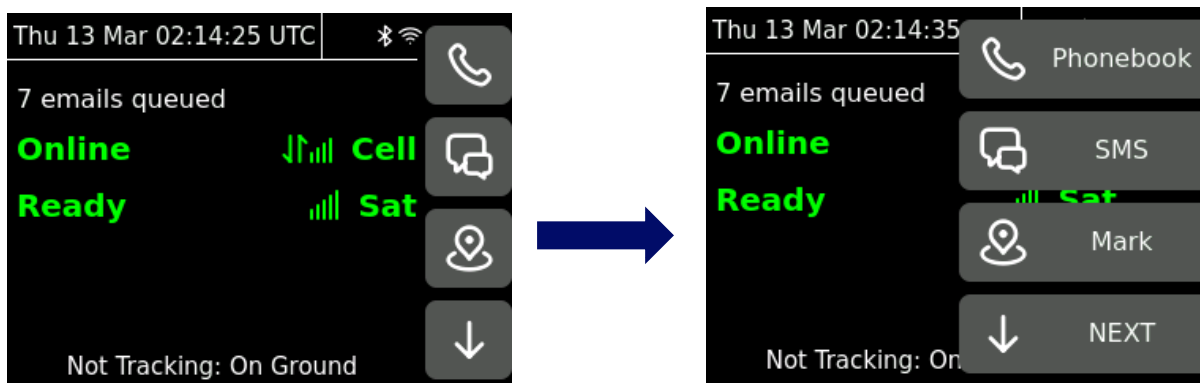 Thu 13 Mar 02:14:25 UTC
7 emails queued
Online Cell
Ready Sat
Not Tracking: On Ground
Thu 13 Mar 02:14:35
Phonebook
7 emails queued
Online
SMS
Ready Sat
Mark
NEXT
Not Tracking: On